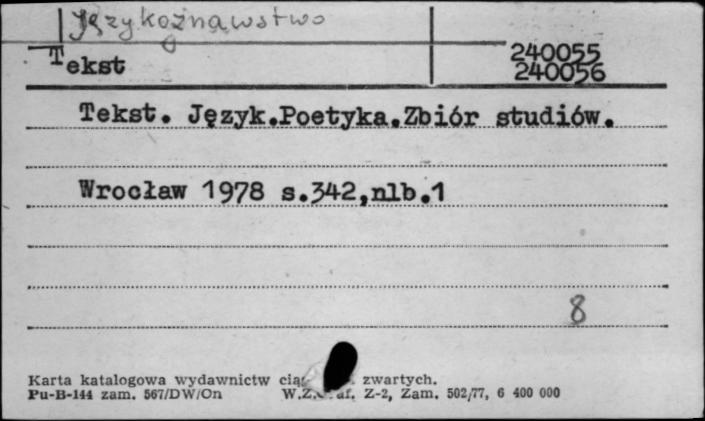 Językoznawstwo
Tekst
240055
240056
Tekst. Język.Poetyka.Zbiór studiów.
Wrocław 1978 s.342,nlb.1
8
Karta katalogowa wydawnictw zwartych.
Pu-B-144 zam. 567/DW/On Z-2, Zam. 502/77, 6 400 000